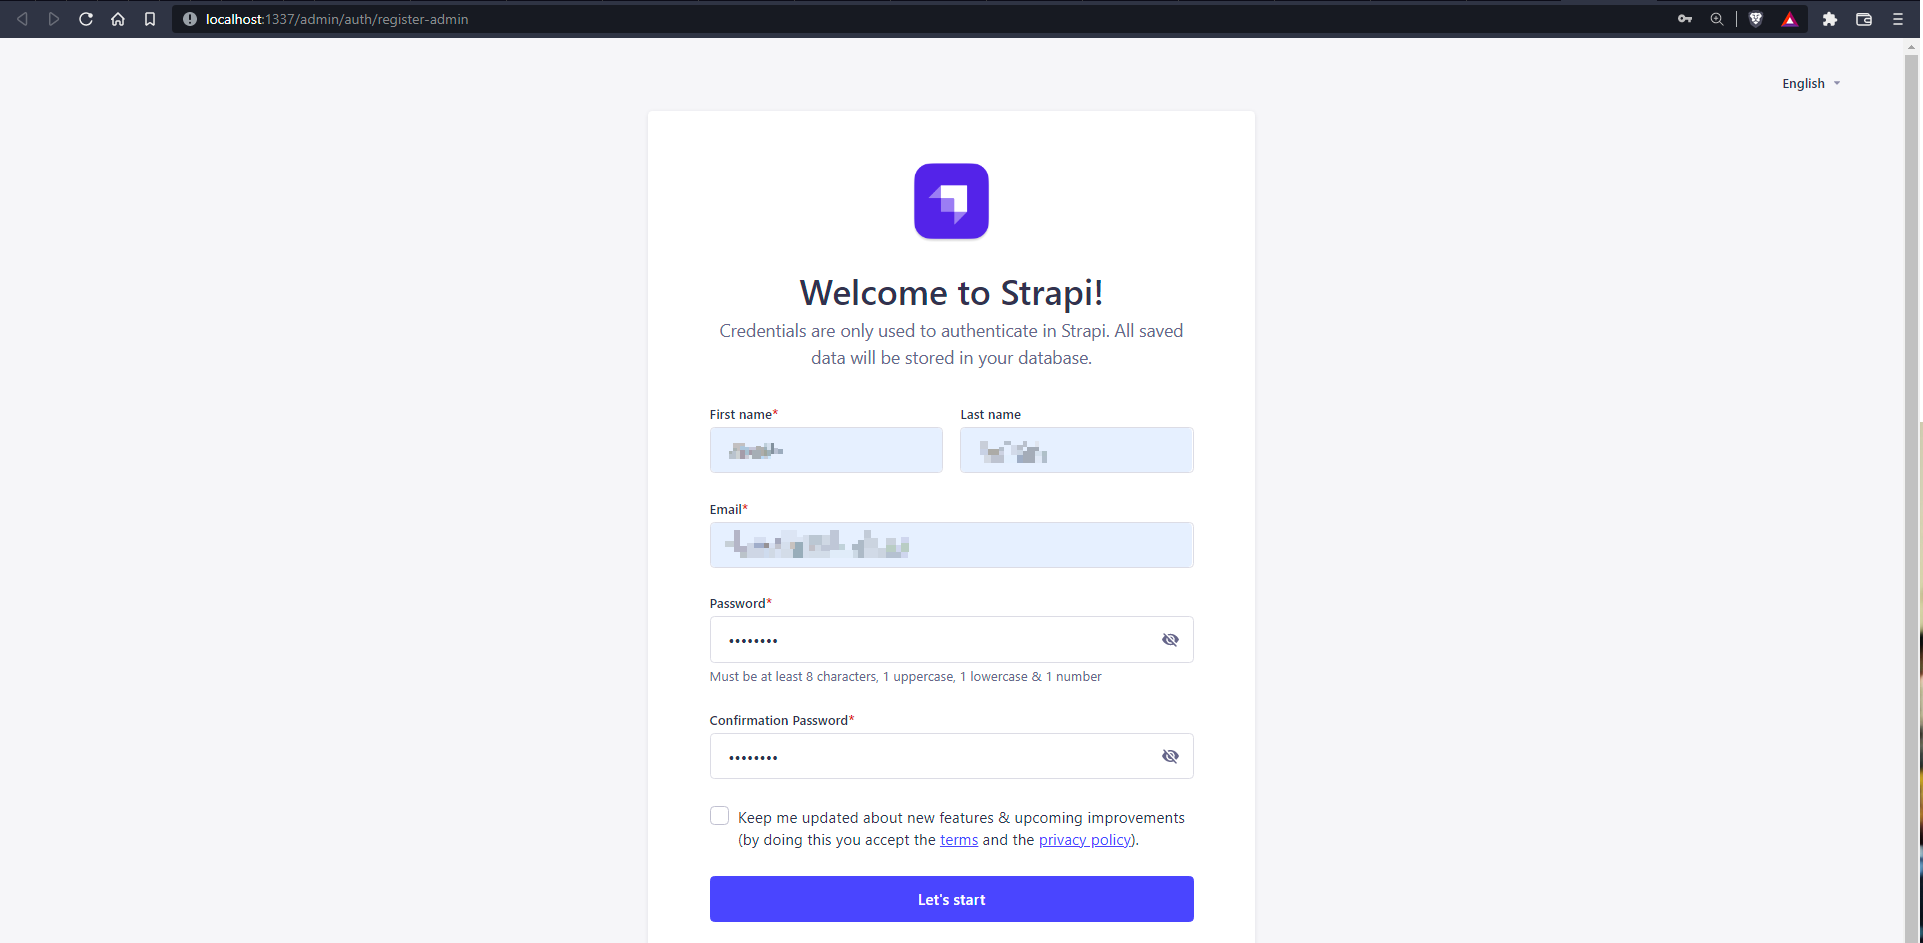 localhost:1337/admin/auth/register-admin
English
Welcome to Strapi!
Credentials are only used to authenticate in Strapi. All saved
data will be stored in your database.
First name* Last name
Email*
Password*
••••••••
Must be at least 8 characters, 1 uppercase, 1 lowercase & 1 number
Confirmation Password*
••••••••
Keep me updated about new features & upcoming improvements
(by doing this you accept the terms and the privacy policy).
Let's start